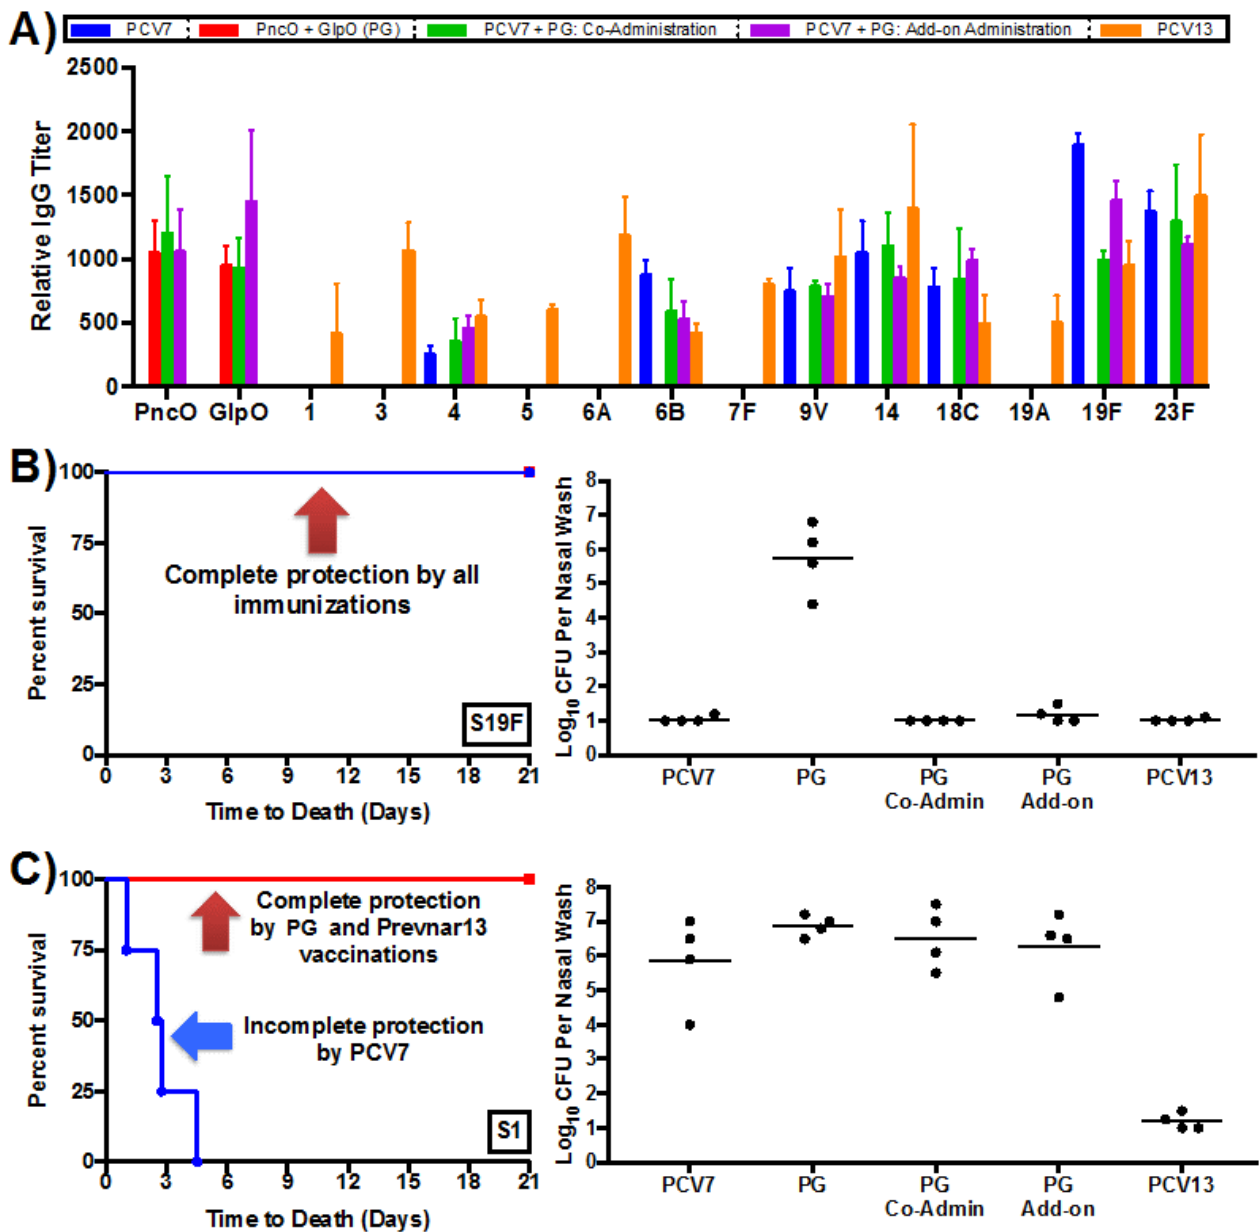 A)
PCV7 PncO + GlpO (PG) PCV7 + PG: Co-Administration PCV7 + PG: Add-on Administration PCV13
Relative IgG Titer
2500
2000
1500
1000
500
0
PncO GlpO 1 3 4 5 6A 6B 7F 9V 14 18C 19A 19F 23F
B)
Percent survival
100
75
50
25
0
Complete protection by all
immunizations
S19F
0 3 6 9 12 15 18 21
Time to Death (Days)
Log10 CFU Per Nasal Wash
8
7
6
5
4
3
2
1
0
PCV7 PG PG PG PCV13
Co-Admin Add-on
C)
Percent survival
100
75
50
25
0
Complete protection
by PG and Prevnar13
vaccinations
Incomplete protection
by PCV7
S1
0 3 6 9 12 15 18 21
Time to Death (Days)
Log10 CFU Per Nasal Wash
8
7
6
5
4
3
2
1
0
PCV7 PG PG PG PCV13
Co-Admin Add-on